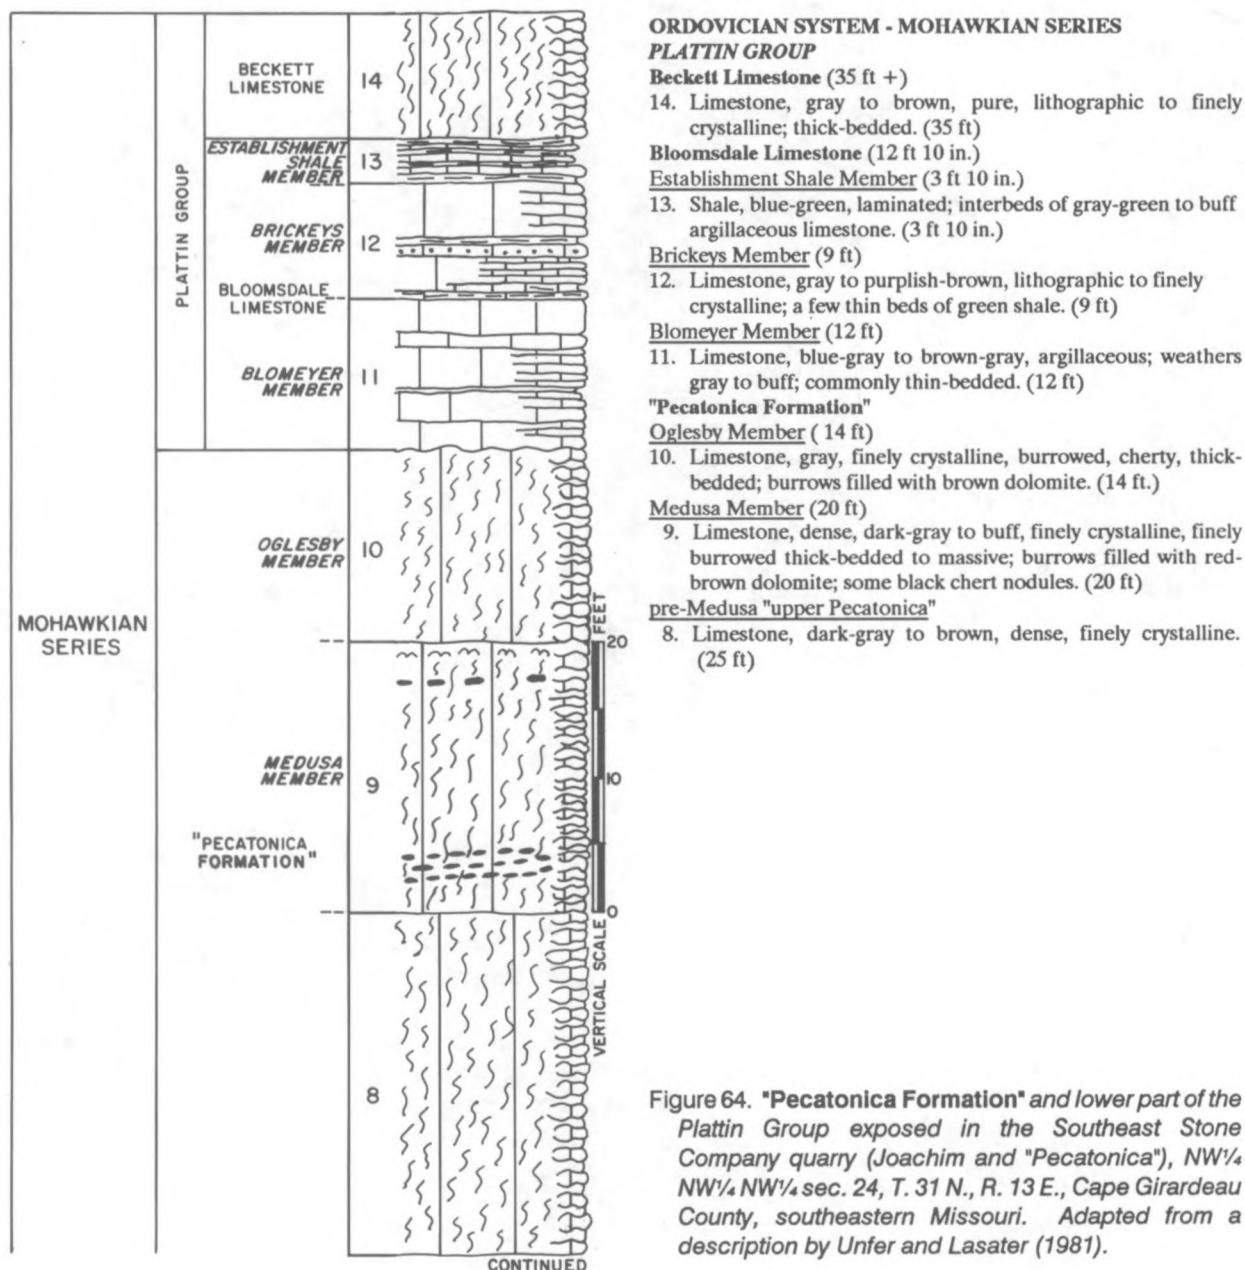 BECKETT
LIMESTONE
14
ESTABLISHMENT
SHALE
MEMBER
13
PLATTIN GROUP
BRICKEYS
MEMBER
12
BLOOMSDALE
LIMESTONE
BLOMEYER
MEMBER
11
OGLESBY
MEMBER
10
MOHAWKIAN
SERIES
FEET
20
MEDUSA
MEMBER
9
10
"PECATONICA
FORMATION"
0
VERTICAL SCALE
8
CONTINUED
ORDOVICIAN SYSTEM - MOHAWKIAN SERIES
PLATTIN GROUP
Beckett Limestone (35 ft +)
14. Limestone, gray to brown, pure, lithographic to finely
crystalline; thick-bedded. (35 ft)
Bloomsdale Limestone (12 ft 10 in.)
Establishment Shale Member (3 ft 10 in.)
13. Shale, blue-green, laminated; interbeds of gray-green to buff
argillaceous limestone. (3 ft 10 in.)
Brickeys Member (9 ft)
12. Limestone, gray to purplish-brown, lithographic to finely
crystalline; a few thin beds of green shale. (9 ft)
Blomeyer Member (12 ft)
11. Limestone, blue-gray to brown-gray, argillaceous; weathers
gray to buff; commonly thin-bedded. (12 ft)
"Pecatonica Formation"
Oglesby Member ( 14 ft)
10. Limestone, gray, finely crystalline, burrowed, cherty, thick-
bedded; burrows filled with brown dolomite. (14 ft.)
Medusa Member (20 ft)
9. Limestone, dense, dark-gray to buff, finely crystalline, finely
burrowed thick-bedded to massive; burrows filled with red-
brown dolomite; some black chert nodules. (20 ft)
pre-Medusa "upper Pecatonica"
8. Limestone, dark-gray to brown, dense, finely crystalline.
(25 ft)
Figure 64. "Pecatonica Formation" and lower part of the
Plattin Group exposed in the Southeast Stone
Company quarry (Joachim and "Pecatonica"), NW¼
NW¼ NW¼ sec. 24, T. 31 N., R. 13 E., Cape Girardeau
County, southeastern Missouri. Adapted from a
description by Unfer and Lasater (1981).